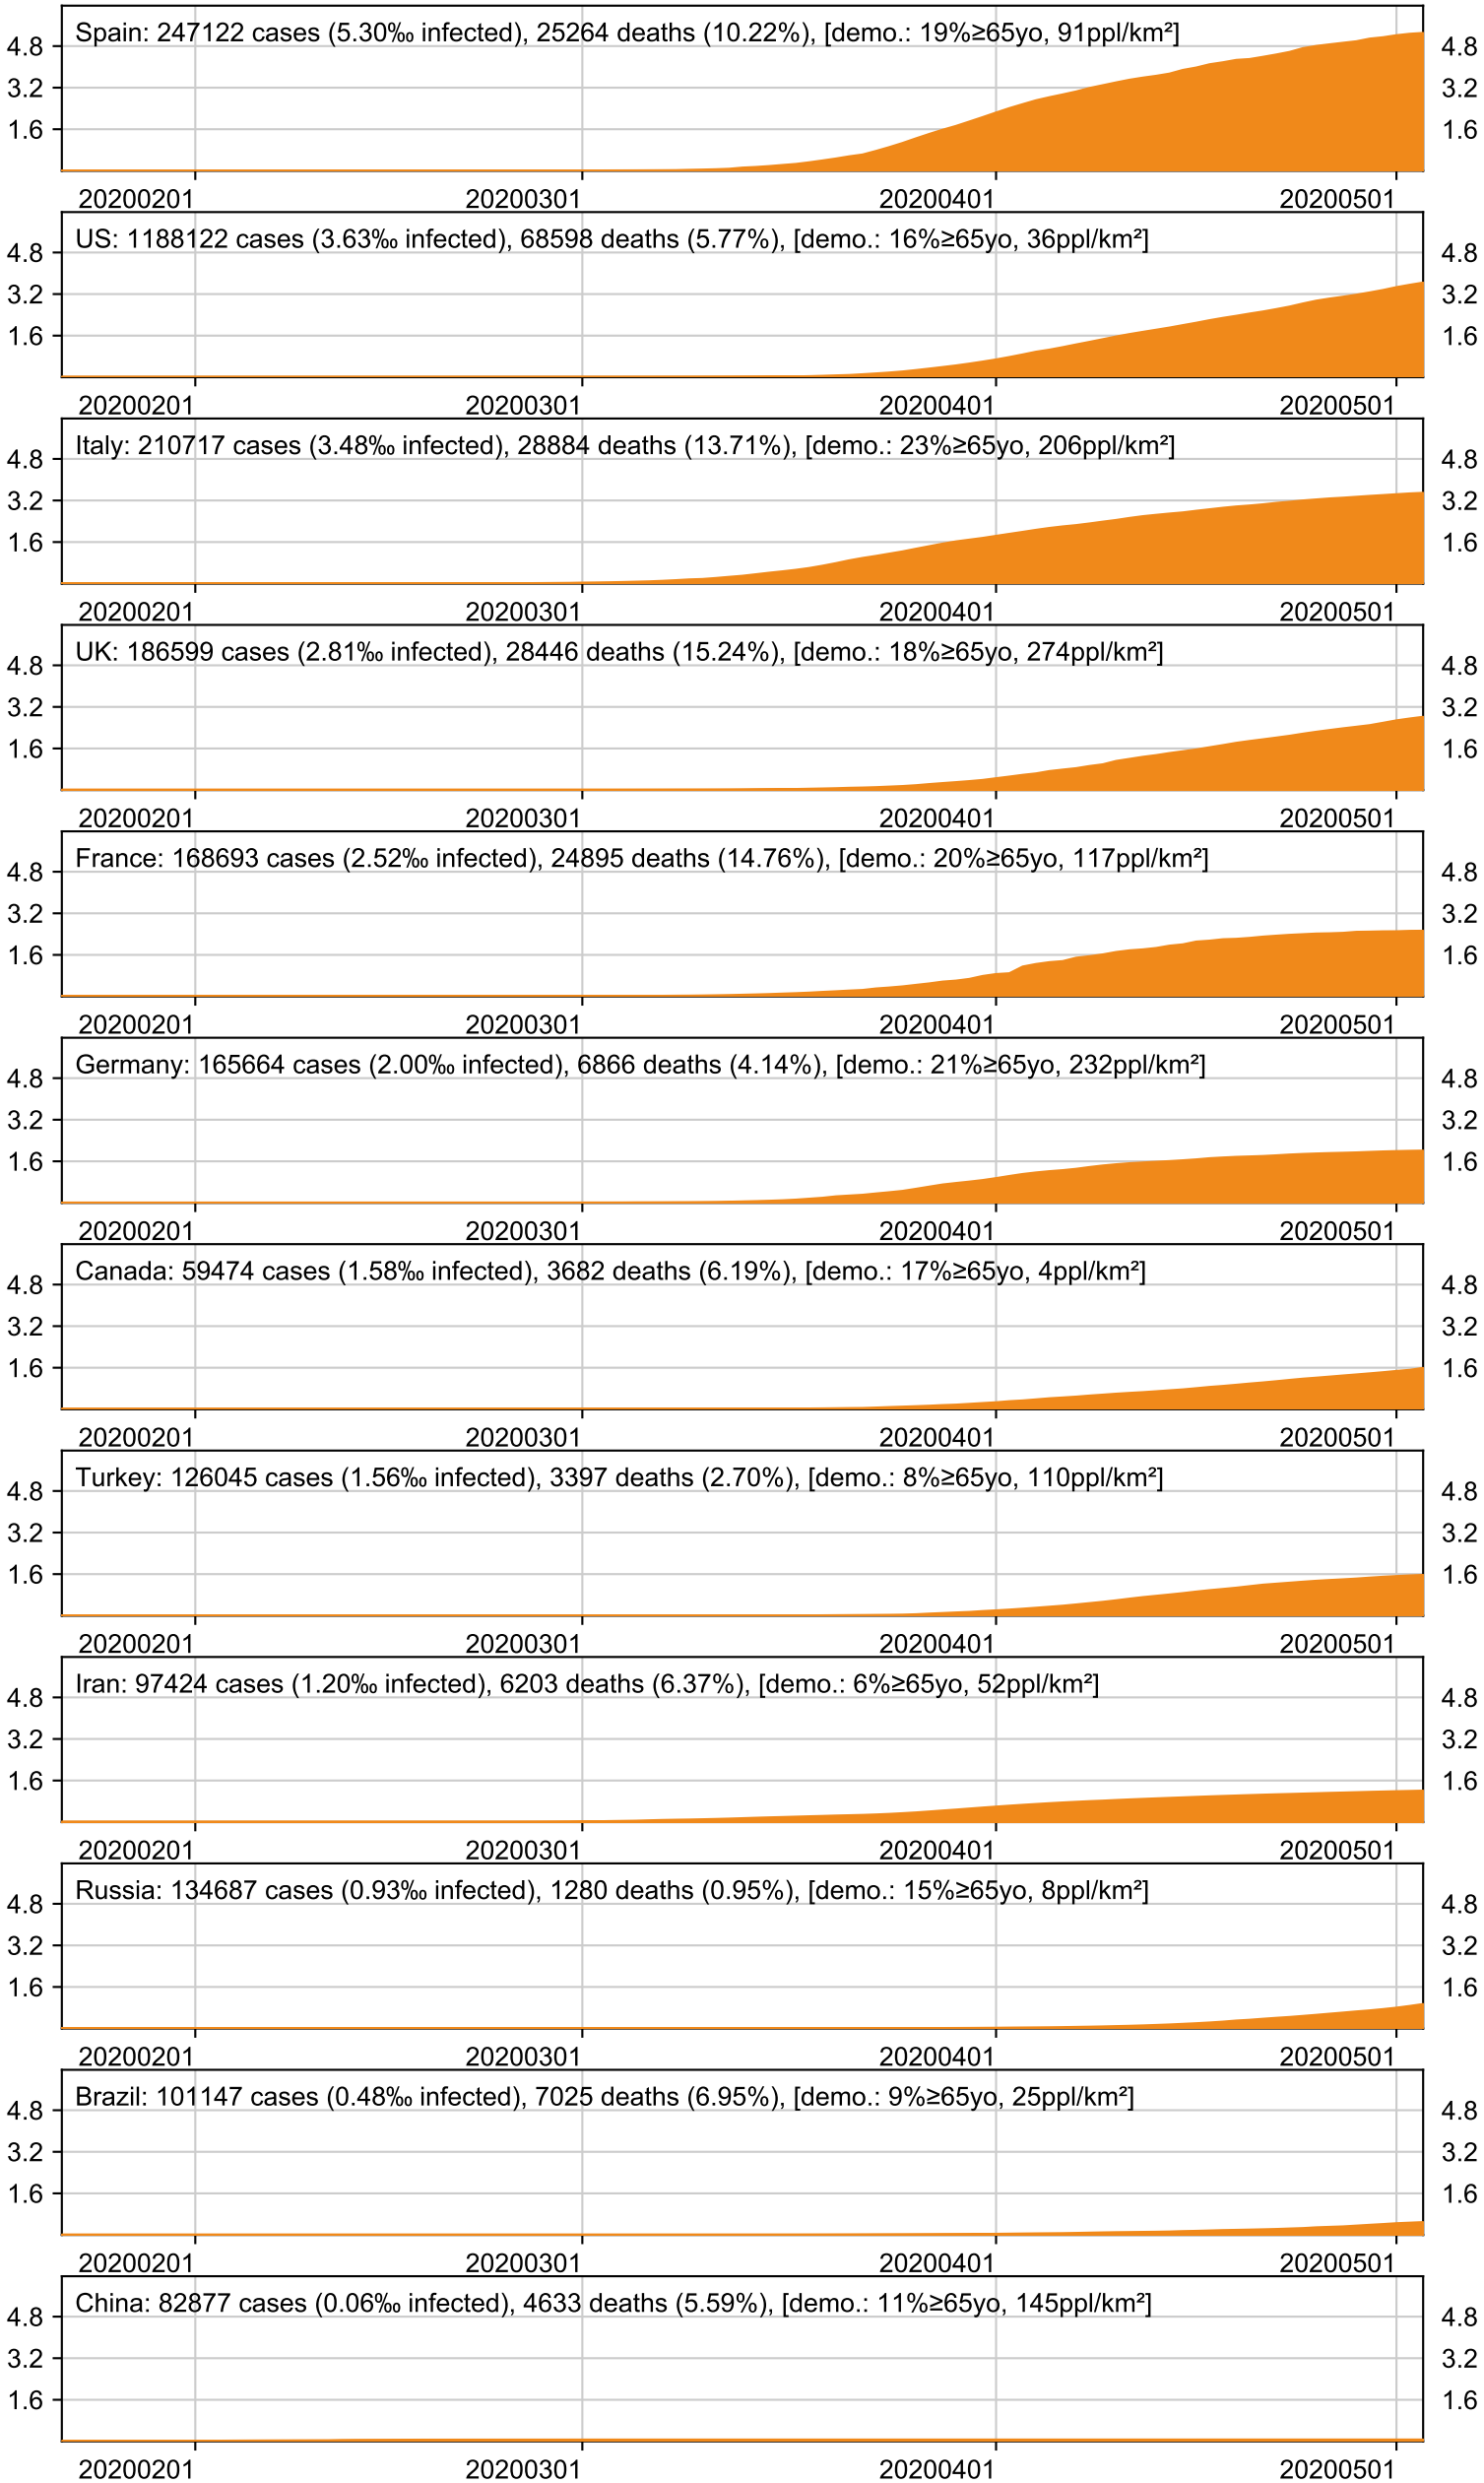 Spain: 247122 cases (5.30‰ infected), 25264 deaths (10.22%), [demo.: 19%≥65yo, 91ppl/km²]
4.8 4.8
3.2 3.2
1.6 1.6
20200201 20200301 20200401 20200501
US: 1188122 cases (3.63‰ infected), 68598 deaths (5.77%), [demo.: 16%≥65yo, 36ppl/km²]
4.8 4.8
3.2 3.2
1.6 1.6
20200201 20200301 20200401 20200501
Italy: 210717 cases (3.48‰ infected), 28884 deaths (13.71%), [demo.: 23%≥65yo, 206ppl/km²]
4.8 4.8
3.2 3.2
1.6 1.6
20200201 20200301 20200401 20200501
UK: 186599 cases (2.81‰ infected), 28446 deaths (15.24%), [demo.: 18%≥65yo, 274ppl/km²]
4.8 4.8
3.2 3.2
1.6 1.6
20200201 20200301 20200401 20200501
France: 168693 cases (2.52‰ infected), 24895 deaths (14.76%), [demo.: 20%≥65yo, 117ppl/km²]
4.8 4.8
3.2 3.2
1.6 1.6
20200201 20200301 20200401 20200501
Germany: 165664 cases (2.00‰ infected), 6866 deaths (4.14%), [demo.: 21%≥65yo, 232ppl/km²]
4.8 4.8
3.2 3.2
1.6 1.6
20200201 20200301 20200401 20200501
Canada: 59474 cases (1.58‰ infected), 3682 deaths (6.19%), [demo.: 17%≥65yo, 4ppl/km²]
4.8 4.8
3.2 3.2
1.6 1.6
20200201 20200301 20200401 20200501
Turkey: 126045 cases (1.56‰ infected), 3397 deaths (2.70%), [demo.: 8%≥65yo, 110ppl/km²]
4.8 4.8
3.2 3.2
1.6 1.6
20200201 20200301 20200401 20200501
Iran: 97424 cases (1.20‰ infected), 6203 deaths (6.37%), [demo.: 6%≥65yo, 52ppl/km²]
4.8 4.8
3.2 3.2
1.6 1.6
20200201 20200301 20200401 20200501
Russia: 134687 cases (0.93‰ infected), 1280 deaths (0.95%), [demo.: 15%≥65yo, 8ppl/km²]
4.8 4.8
3.2 3.2
1.6 1.6
20200201 20200301 20200401 20200501
Brazil: 101147 cases (0.48‰ infected), 7025 deaths (6.95%), [demo.: 9%≥65yo, 25ppl/km²]
4.8 4.8
3.2 3.2
1.6 1.6
20200201 20200301 20200401 20200501
China: 82877 cases (0.06‰ infected), 4633 deaths (5.59%), [demo.: 11%≥65yo, 145ppl/km²]
4.8 4.8
3.2 3.2
1.6 1.6
20200201 20200301 20200401 20200501